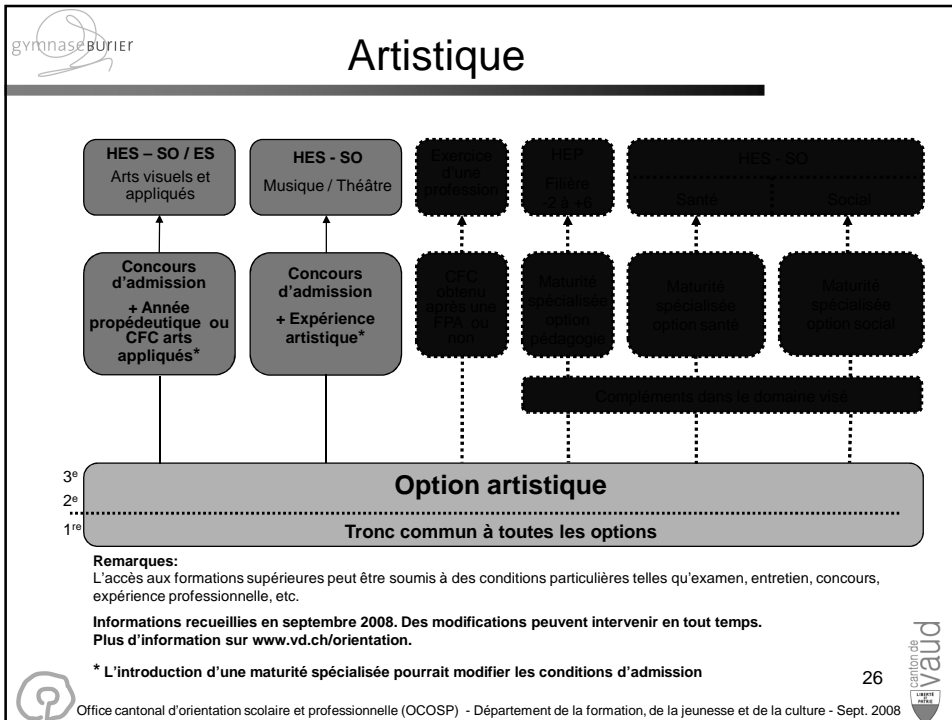 gymnaseBURIER
Artistique
HES – SO / ES
Arts visuels et
appliqués
HES - SO
Musique / Théâtre
Exercice
d'une
profession
HEP
Filière
-2 à +6
HES - SO
Santé
Social
Concours
d'admission
+ Année
propédeutique ou
CFC arts
appliqués*
Concours
d'admission
+ Expérience
artistique*
CFC
obtenu
après une
FPA ou
non
Maturité
spécialisée
option
pédagogie
Maturité
spécialisée
option santé
Maturité
spécialisée
option social
Compléments dans le domaine visé
3e
Option artistique
2e
1re
Tronc commun à toutes les options
Remarques:
L'accès aux formations supérieures peut être soumis à des conditions particulières telles qu'examen, entretien, concours,
expérience professionnelle, etc.
Informations recueillies en septembre 2008. Des modifications peuvent intervenir en tout temps.
Plus d'information sur www.vd.ch/orientation.
* L'introduction d'une maturité spécialisée pourrait modifier les conditions d'admission
26
canton de
Vaud
LIBERTÉ
ET
PATRIE
Office cantonal d'orientation scolaire et professionnelle (OCOSP) - Département de la formation, de la jeunesse et de la culture - Sept. 2008